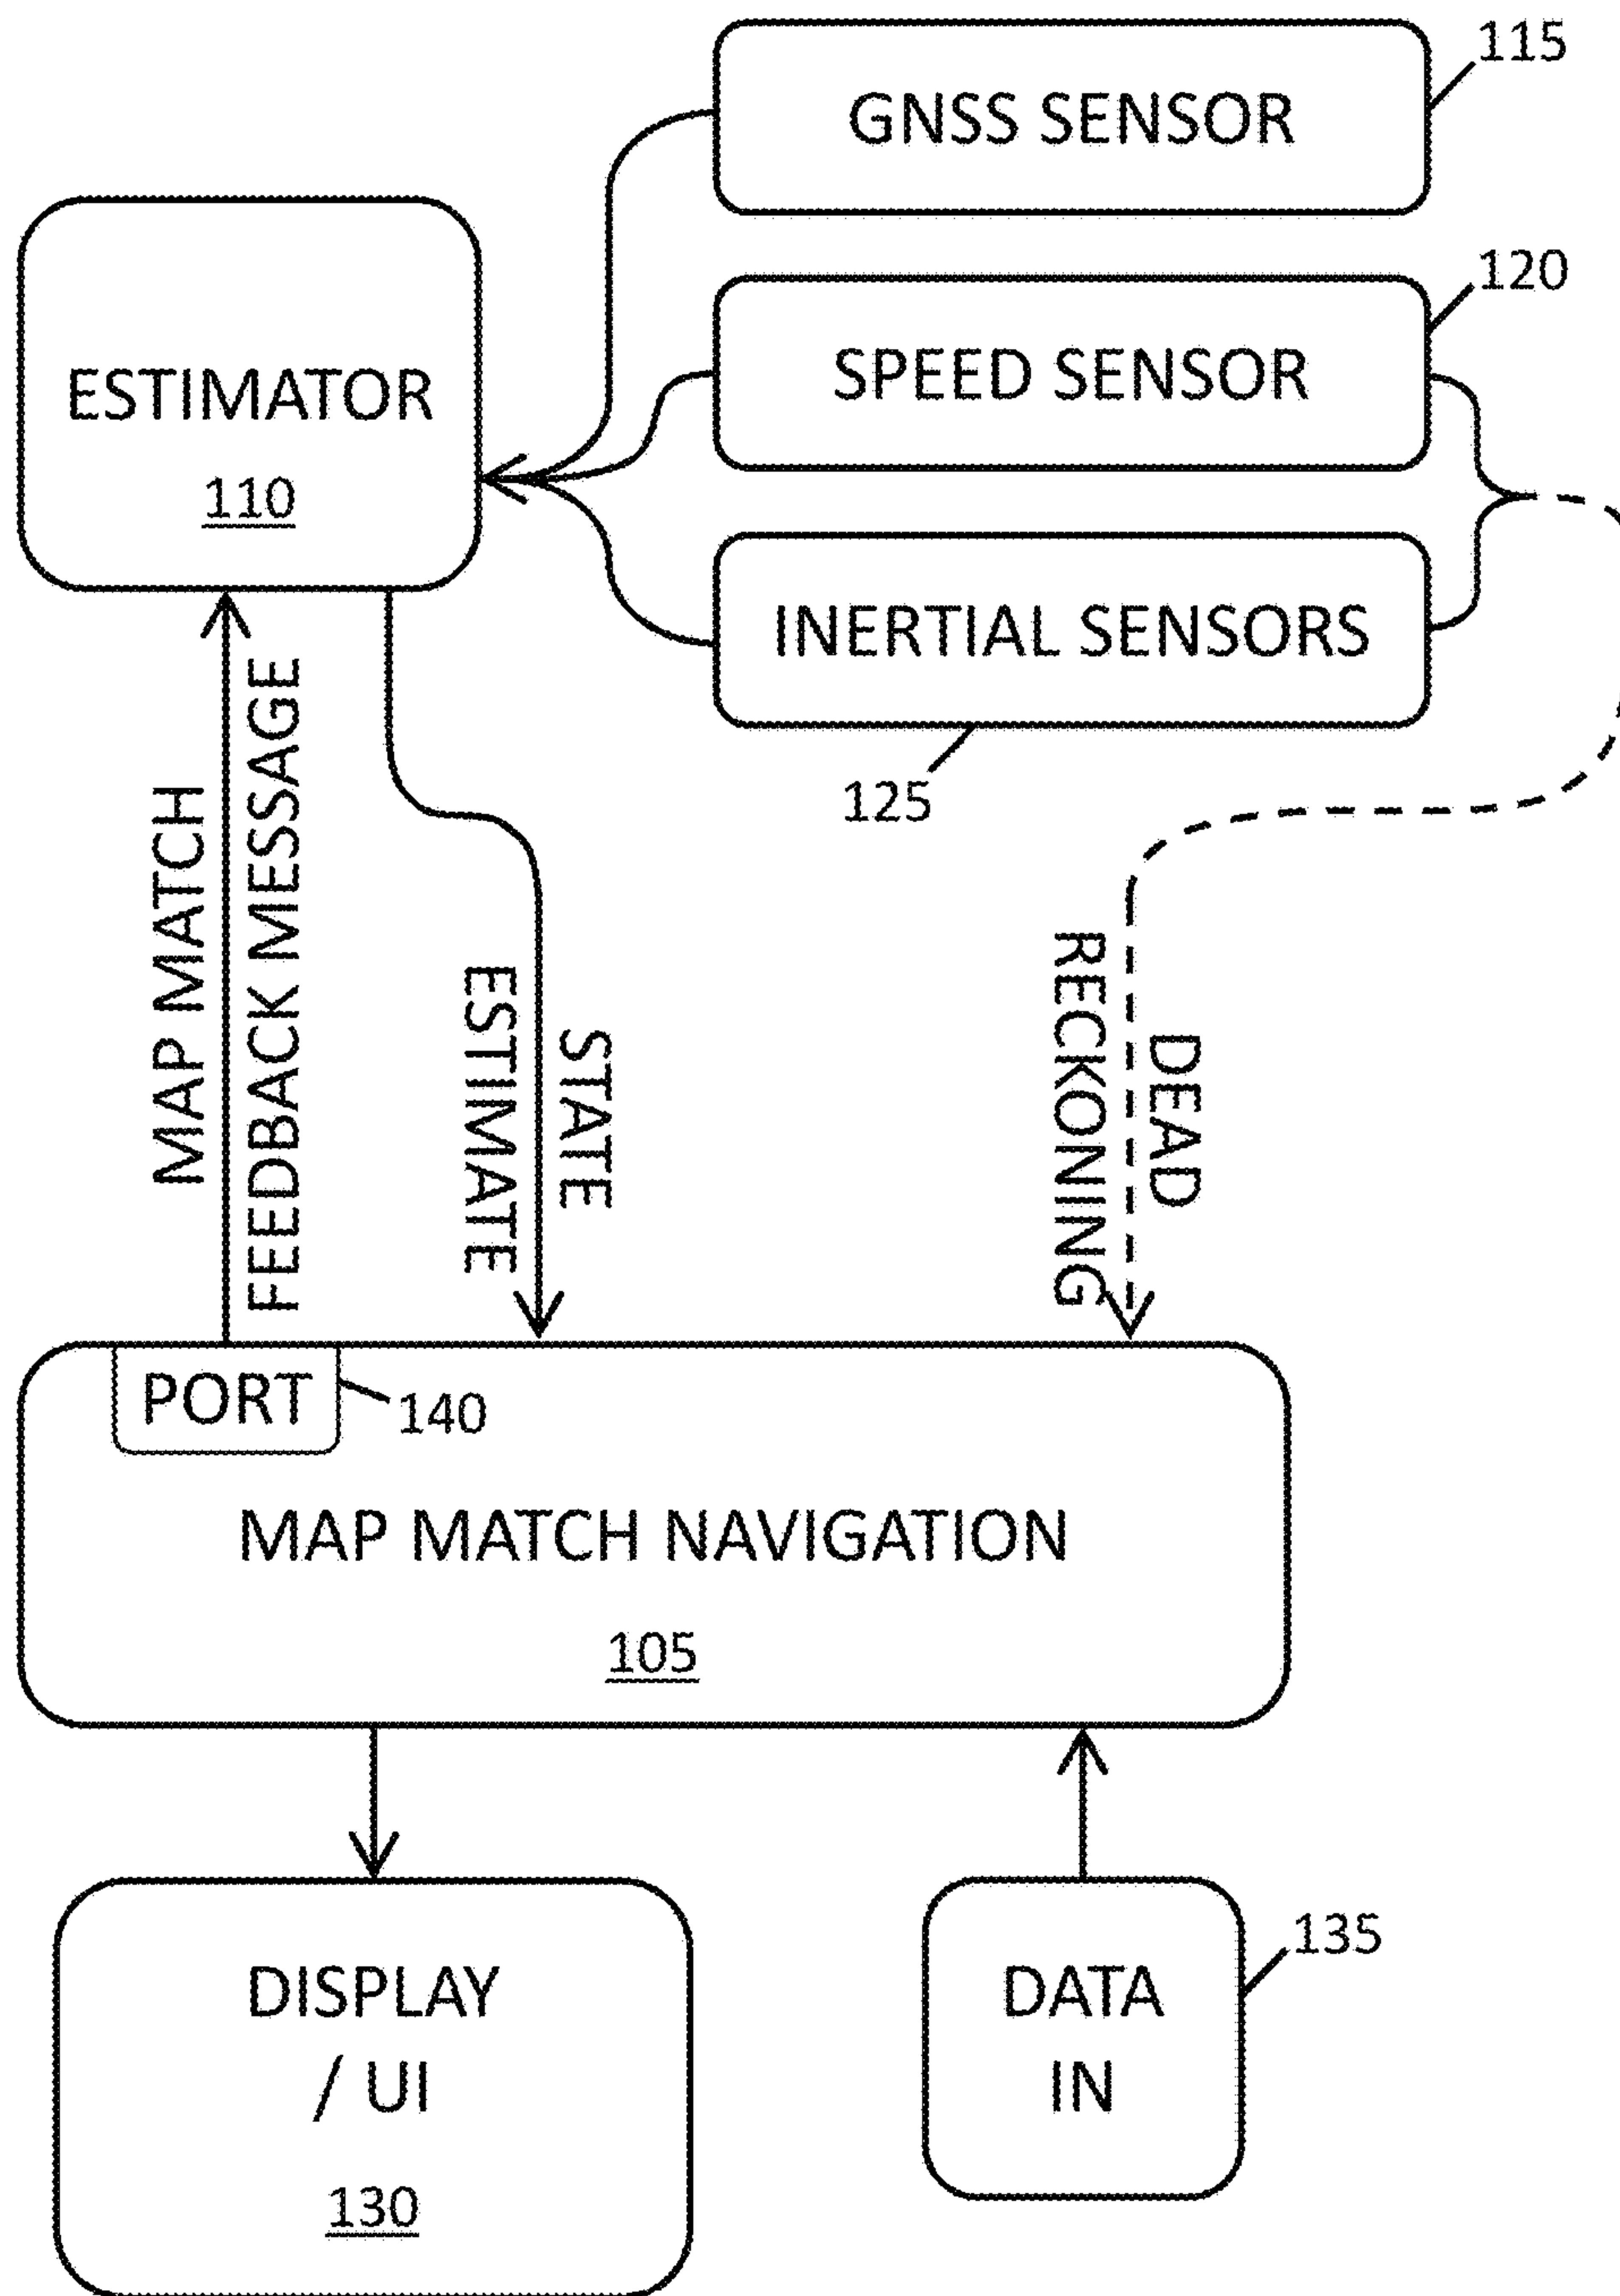 115
GNSS SENSOR
120
SPEED SENSOR
ESTIMATOR
110
INERTIAL SENSORS
125
MAP MATCH
FEEDBACK MESSAGE
STATE
ESTIMATE
DEAD
RECKONING
PORT
140
MAP MATCH NAVIGATION
105
DISPLAY
/ UI
130
DATA
IN
135